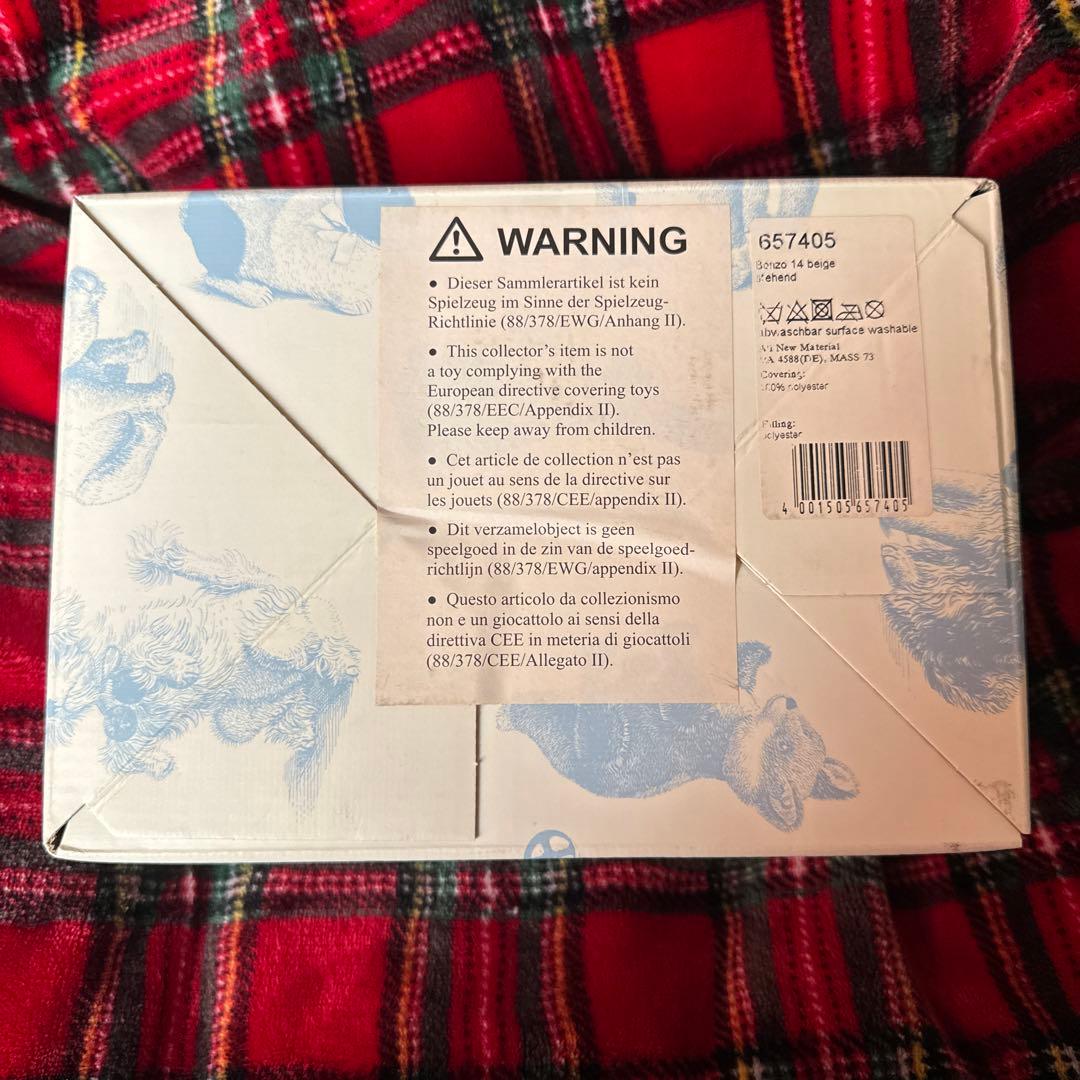 WARNING
● Dieser Sammlerartikel ist kein
Spielzeug im Sinne der Spielzeug-
Richtlinie (88/378/EWG/Anhang II).
● This collector's item is not
a toy complying with the
European directive covering toys
(88/378/EEC/Appendix II).
Please keep away from children.
● Cet article de collection n'est pas
un jouet au sens de la directive sur
les jouets (88/378/CEE/appendix II).
● Dit verzamelobject is geen
speelgoed in de zin van de speelgoed-
richtlijn (88/378/EWG/appendix II).
● Questo articolo da collezionismo
non e un giocattolo ai sensi della
direttiva CEE in meteria di giocattoli
(88/378/CEE/Allegato II).
657405
Bonzo 14 beige
surface washable
New Material
4588(DE), MASS 73
Covering:
polyester
Filling:
4 001505 657405